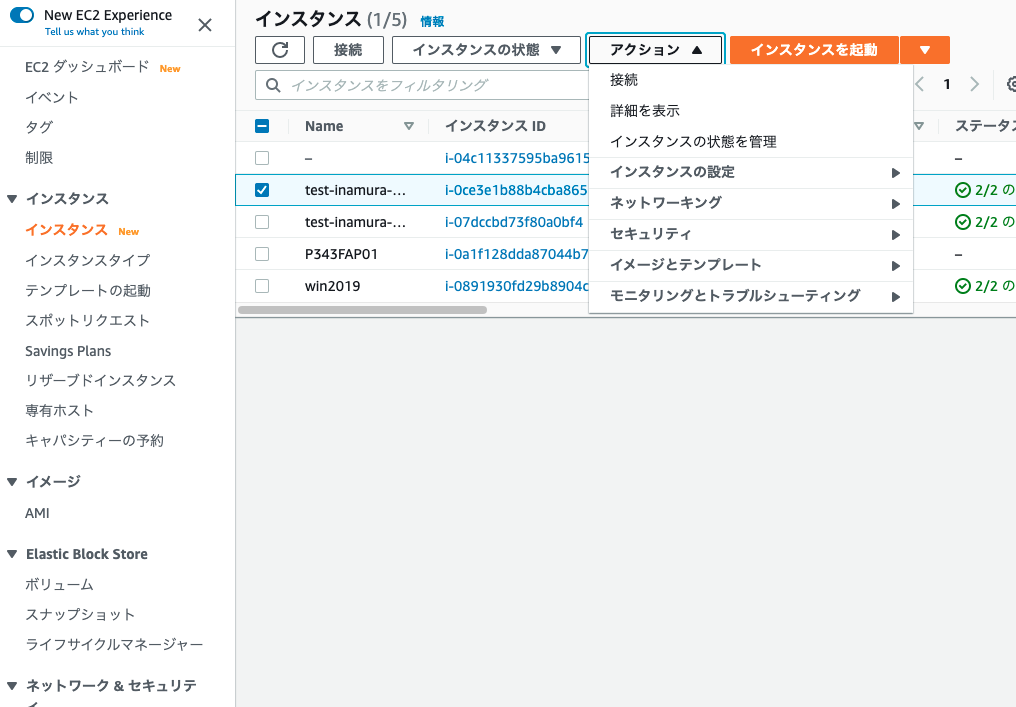 New EC2 Experience
Tell us what you think
EC2 ダッシュボード New
イベント
タグ
制限
インスタンス
インスタンス New
インスタンスタイプ
テンプレートの起動
スポットリクエスト
Savings Plans
リザーブドインスタンス
専有ホスト
キャパシティーの予約
イメージ
AMI
Elastic Block Store
ボリューム
スナップショット
ライフサイクルマネージャー
ネットワーク & セキュリテ
インスタンス (1/5) 情報
接続 インスタンスの状態 アクション インスタンスを起動
インスタンスをフィルタリング 1
Name インスタンス ID ステータス
– i-04c11337595ba9615 –
test-inamura-... i-0ce3e1b88b4cba865 2/2 の
test-inamura-... i-07dccbd73f80a0bf4 2/2 の
P343FAP01 i-0a1f128dda87044b7 –
win2019 i-0891930fd29b8904c 2/2 の
接続
詳細を表示
インスタンスの状態を管理
インスタンスの設定
ネットワーキング
セキュリティ
イメージとテンプレート
モニタリングとトラブルシューティング